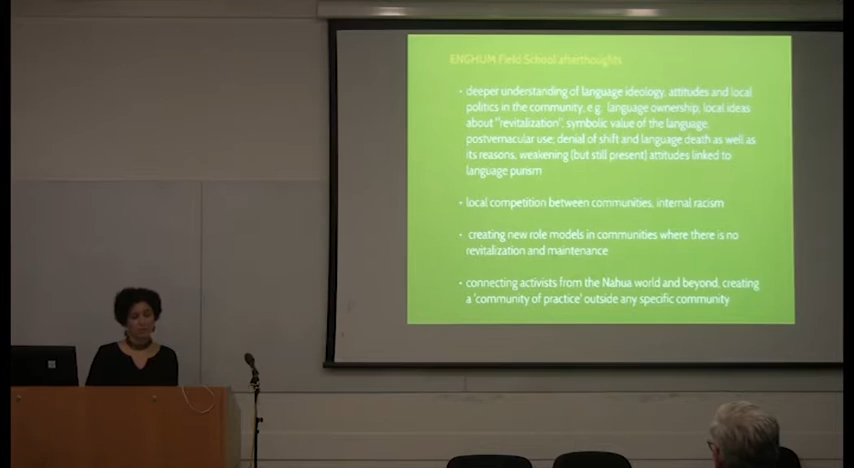 ENGHUM Field School afterthoughts
• deeper understanding of language ideology, attitudes and local
politics in the community, e.g. language ownership, local ideas
about "revitalization", symbolic value of the language,
postvernacular use; denial of shift and language death as well as
its reasons, weakening (but still present) attitudes linked to
language purism
• local competition between communities, internal racism
• creating new role models in communities where there is no
revitalization and maintenance
• connecting activists from the Nahua world and beyond, creating
a 'community of practice' outside any specific community